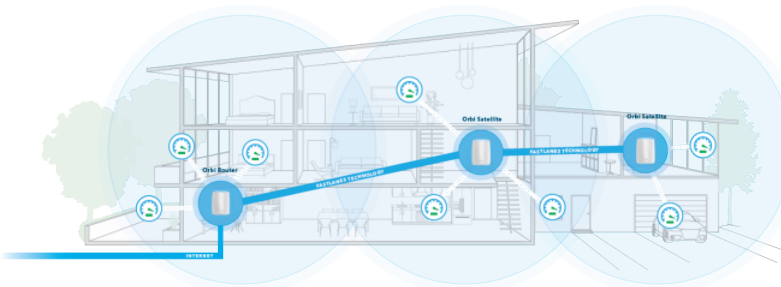 Orbi Satellite
Orbi Satellite
FASTLANE3 TECHNOLOGY
Orbi Router
FASTLANE3 TECHNOLOGY
INTERNET